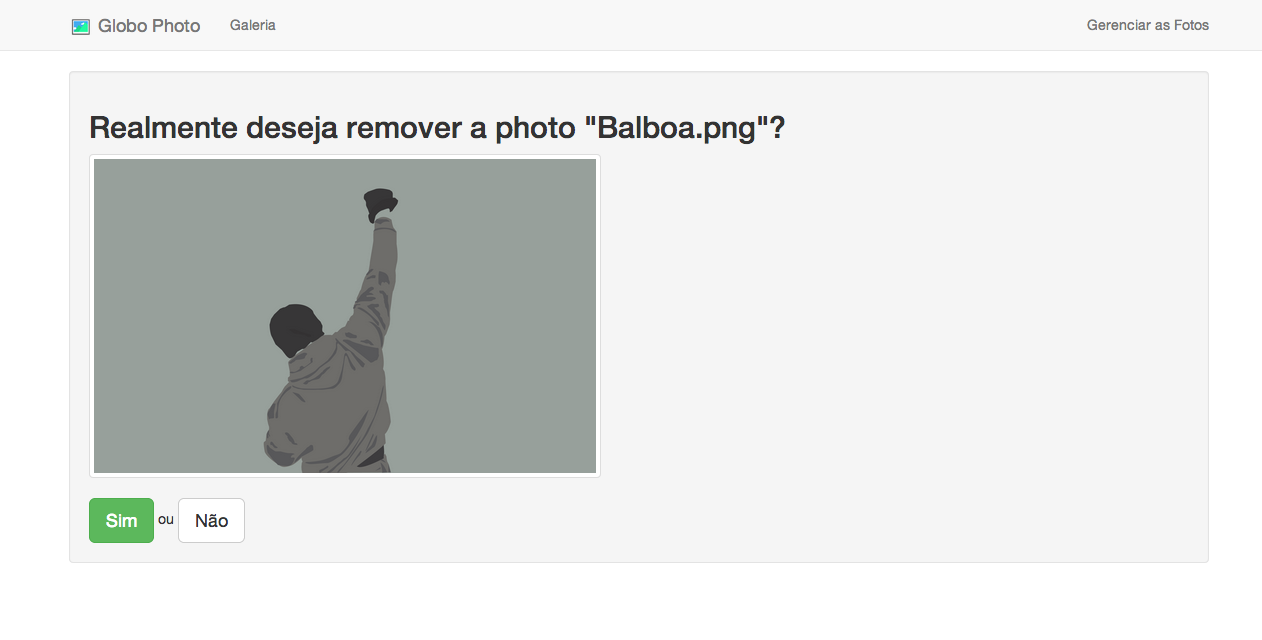 Globo Photo Galeria Gerenciar as Fotos
Realmente deseja remover a photo "Balboa.png"?
Sim ou Não